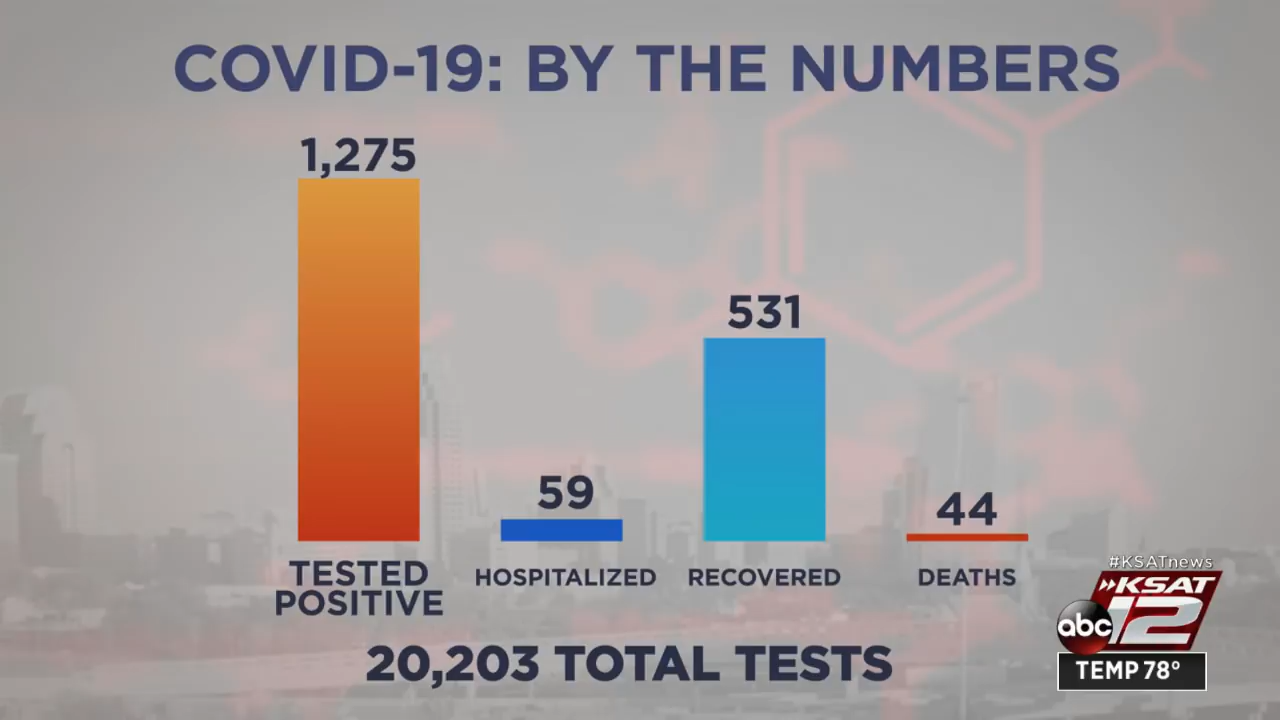 COVID-19: BY THE NUMBERS
1,275
59
531
44
TESTED
POSITIVE
HOSPITALIZED
RECOVERED
DEATHS
20,203 TOTAL TESTS
#KSATnews
KSAT
abc 12
TEMP 78°